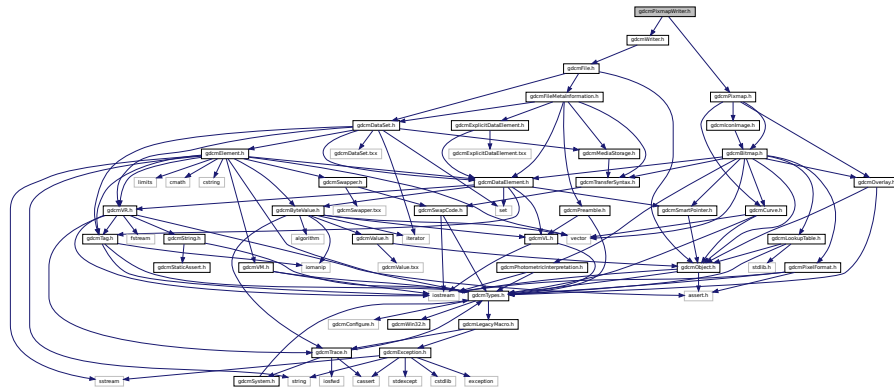 gdcmPixmapWriter.h
gdcmWriter.h
gdcmFile.h
gdcmFileMetaInformation.h
gdcmPixmap.h
gdcmDataSet.h
gdcmExplicitDataElement.h
gdcmIconImage.h
gdcmElement.h
gdcmDataSet.txx
gdcmExplicitDataElement.txx
gdcmMediaStorage.h
gdcmBitmap.h
limits
cmath
cstring
gdcmSwapper.h
gdcmDataElement.h
gdcmTransferSyntax.h
gdcmOverlay.h
gdcmVR.h
gdcmByteValue.h
gdcmSwapper.txx
gdcmSwapCode.h
set
gdcmPreamble.h
gdcmSmartPointer.h
gdcmCurve.h
gdcmTag.h
fstream
gdcmString.h
algorithm
gdcmValue.h
iterator
gdcmVL.h
vector
gdcmLookupTable.h
gdcmStaticAssert.h
gdcmVM.h
iomanip
gdcmValue.txx
gdcmPhotometricInterpretation.h
gdcmObject.h
stdlib.h
gdcmPixelFormat.h
iostream
gdcmTypes.h
assert.h
gdcmConfigure.h
gdcmWin32.h
gdcmLegacyMacro.h
gdcmTrace.h
gdcmException.h
sstream
gdcmSystem.h
string
iosfwd
cassert
stdexcept
cstdlib
exception